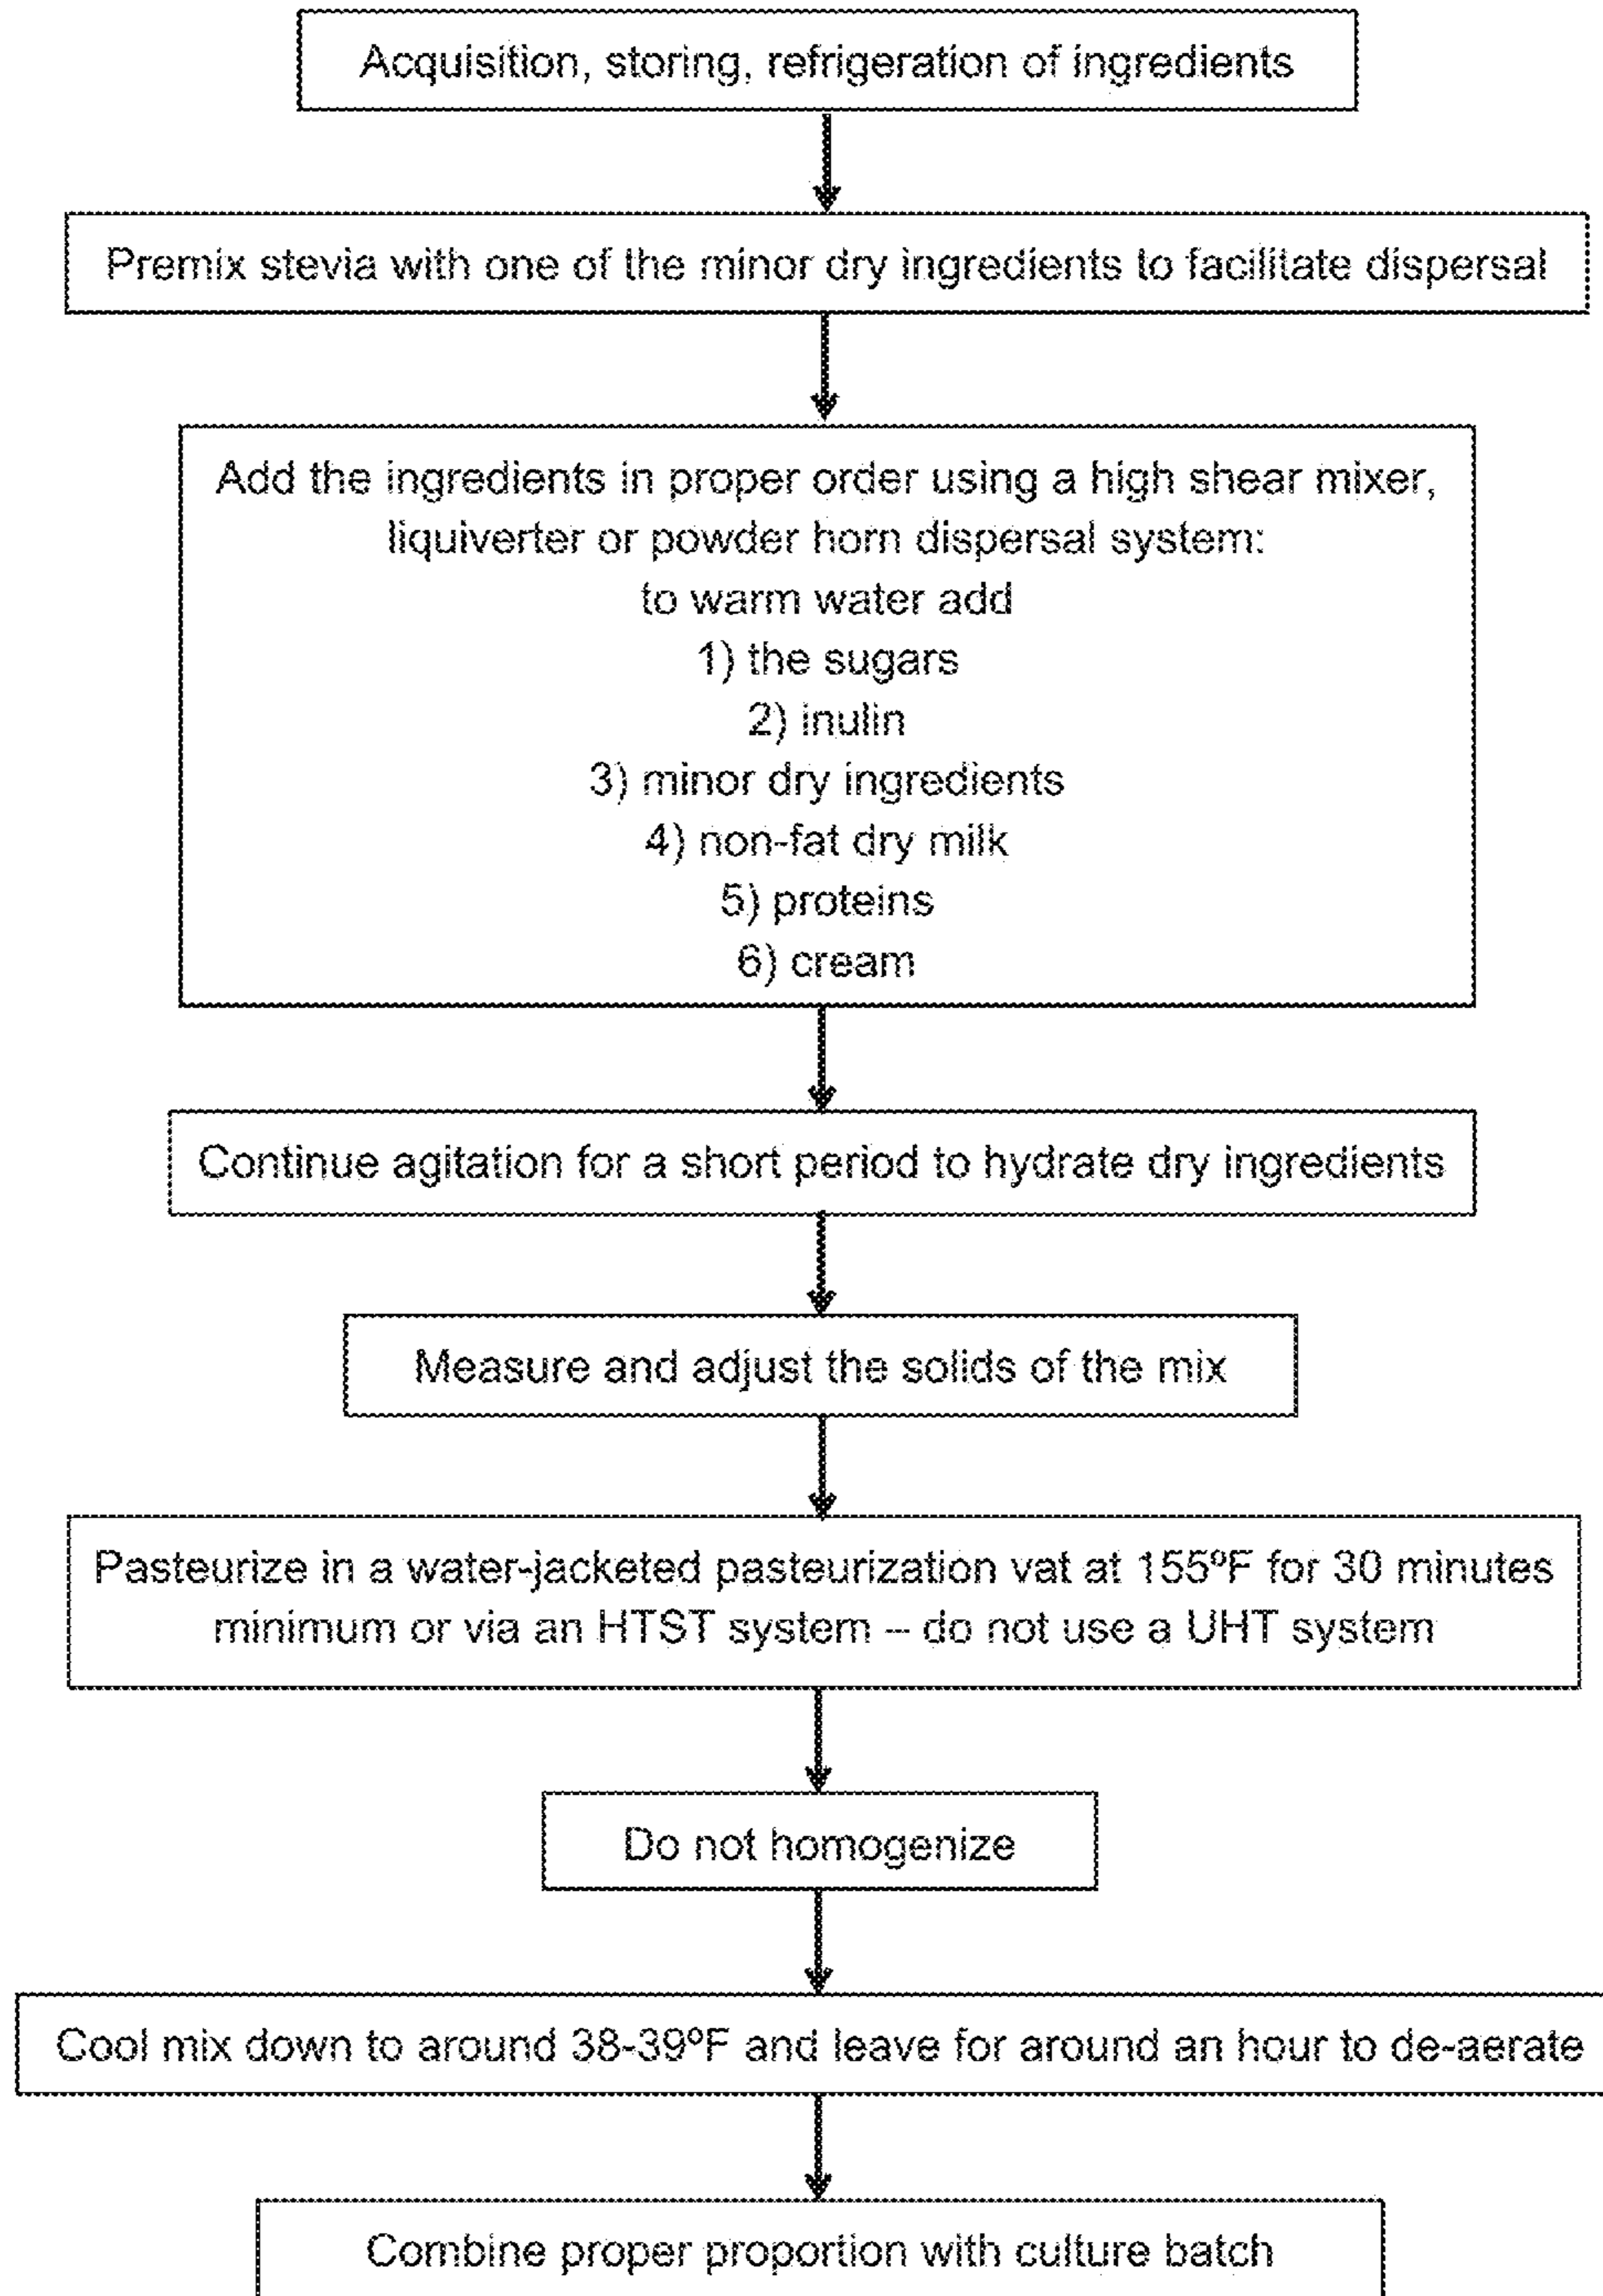 Acquisition, storing, refrigeration of ingredients
Premix stevia with one of the minor dry ingredients to facilitate dispersal
Add the ingredients in proper order using a high shear mixer,
liquiverter or powder horn dispersal system:
to warm water add
1) the sugars
2) inulin
3) minor dry ingredients
4) non-fat dry milk
5) proteins
6) cream
Continue agitation for a short period to hydrate dry ingredients
Measure and adjust the solids of the mix
Pasteurize in a water-jacketed pasteurization vat at 155ºF for 30 minutes
minimum or via an HTST system – do not use a UHT system
Do not homogenize
Cool mix down to around 38-39ºF and leave for around an hour to de-aerate
Combine proper proportion with culture batch